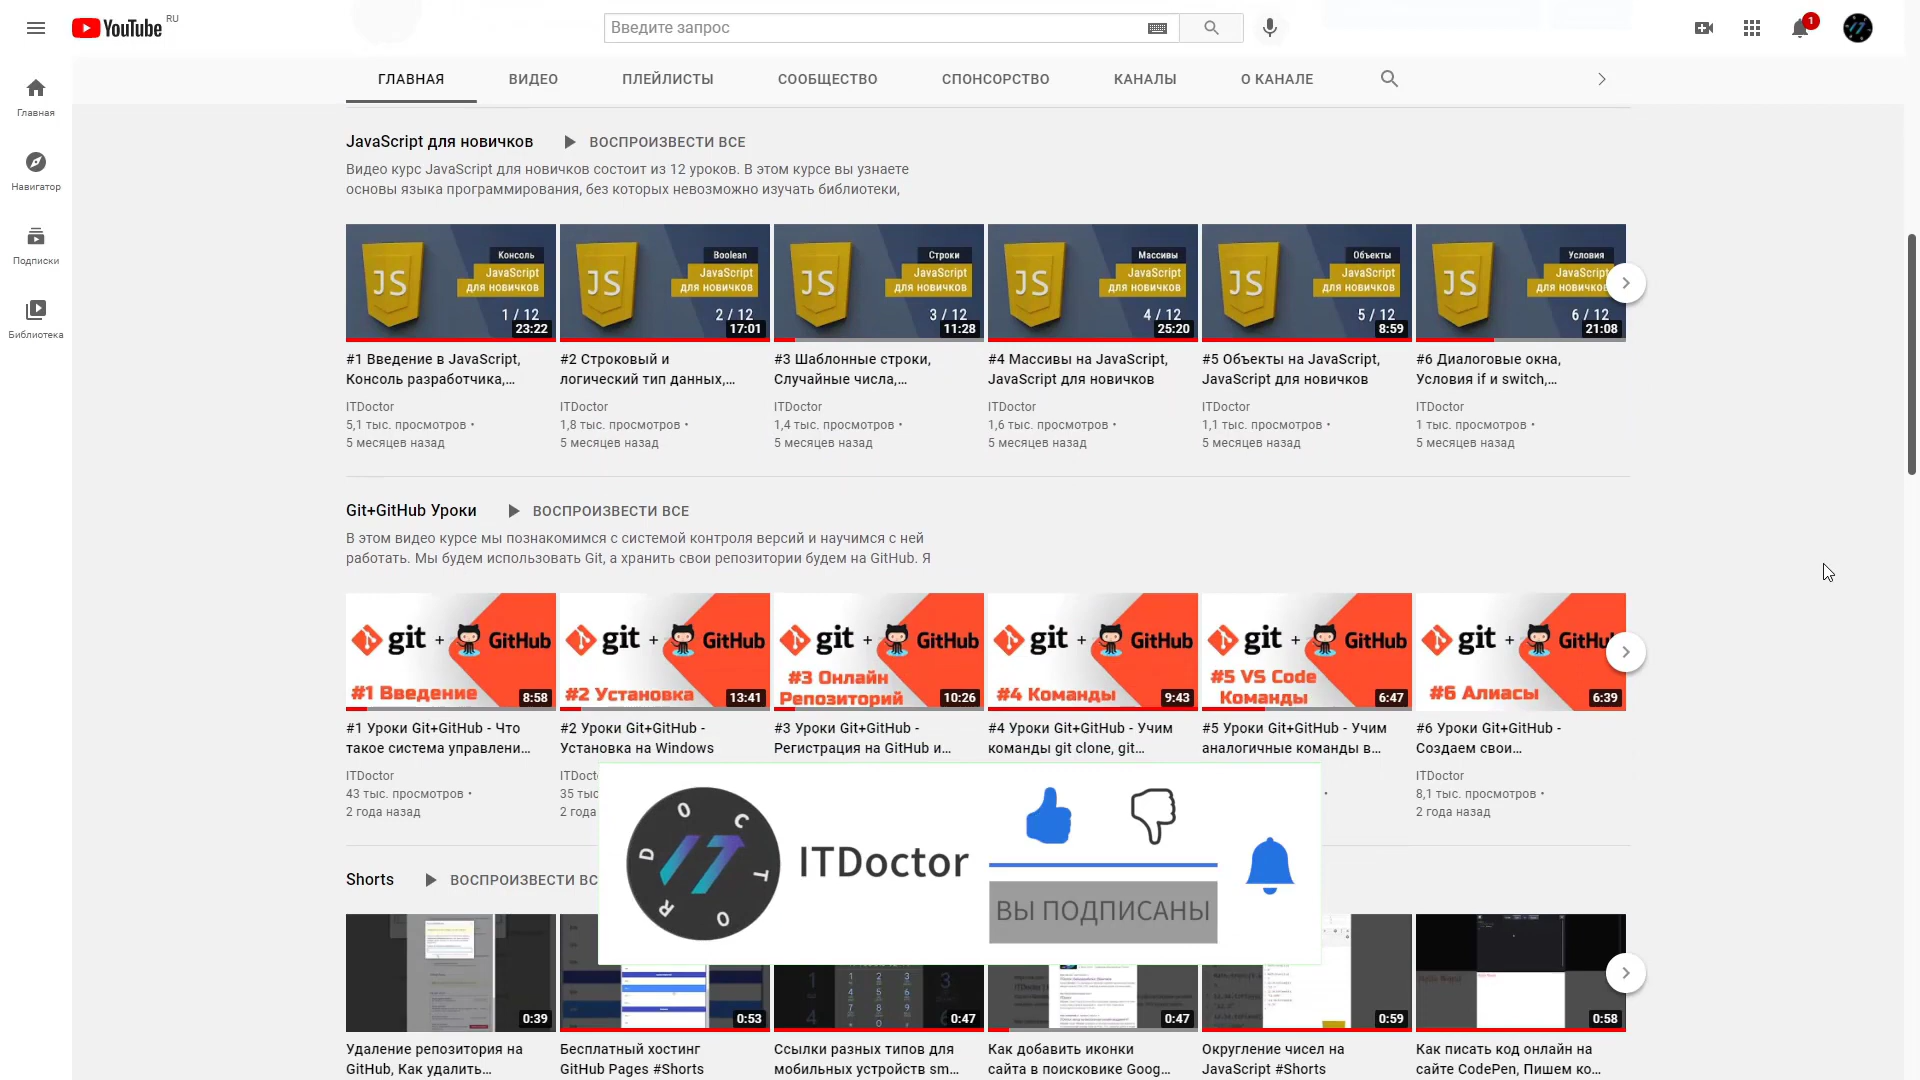 YouTube
RU
Введите запрос
1
Главная
Навигатор
Подписки
Библиотека
ГЛАВНАЯ
ВИДЕО
ПЛЕЙЛИСТЫ
СООБЩЕСТВО
СПОНСОРСТВО
КАНАЛЫ
О КАНАЛЕ
JavaScript для новичков
ВОСПРОИЗВЕСТИ ВСЕ
Видео курс JavaScript для новичков состоит из 12 уроков. В этом курсе вы узнаете
основы языка программирования, без которых невозможно изучать библиотеки,
JS
Консоль
JavaScript
для новичков
1 / 12
23:22
JS
Boolean
JavaScript
для новичков
2 / 12
17:01
JS
Строки
JavaScript
для новичков
3 / 12
11:28
JS
Массивы
JavaScript
для новичков
4 / 12
25:20
JS
Объекты
JavaScript
для новичков
5 / 12
8:59
JS
Условия
JavaScript
для новичков
6 / 12
21:08
#1 Введение в JavaScript,
Консоль разработчика,...
ITDoctor
5,1 тыс. просмотров •
5 месяцев назад
#2 Строковый и
логический тип данных,...
ITDoctor
1,8 тыс. просмотров •
5 месяцев назад
#3 Шаблонные строки,
Случайные числа,...
ITDoctor
1,4 тыс. просмотров •
5 месяцев назад
#4 Массивы на JavaScript,
JavaScript для новичков
ITDoctor
1,6 тыс. просмотров •
5 месяцев назад
#5 Объекты на JavaScript,
JavaScript для новичков
ITDoctor
1,1 тыс. просмотров •
5 месяцев назад
#6 Диалоговые окна,
Условия if и switch,...
ITDoctor
1 тыс. просмотров •
5 месяцев назад
Git+GitHub Уроки
ВОСПРОИЗВЕСТИ ВСЕ
В этом видео курсе мы познакомимся с системой контроля версий и научимся с ней
работать. Мы будем использовать Git, а хранить свои репозитории будем на GitHub. Я
git + GitHub
#1 Введение
8:58
git + GitHub
#2 Установка
13:41
git + GitHub
#3 Онлайн
Репозиторий
10:26
git + GitHub
#4 Команды
9:43
git + GitHub
#5 VS Code
Команды
6:47
git + GitHu
#6 Алиасы
6:39
#1 Уроки Git+GitHub - Что
такое система управлени...
ITDoctor
43 тыс. просмотров •
2 года назад
#2 Уроки Git+GitHub -
Установка на Windows
ITDoct
35 тыс
2 года
#3 Уроки Git+GitHub -
Регистрация на GitHub и...
#4 Уроки Git+GitHub - Учим
команды git clone, git...
#5 Уроки Git+GitHub - Учим
аналогичные команды в...
#6 Уроки Git+GitHub -
Создаем свои...
ITDoctor
8,1 тыс. просмотров •
2 года назад
D O C T O R
IT
ITDoctor
ВЫ ПОДПИСАНЫ
Shorts
ВОСПРОИЗВЕСТИ ВС
0:39
0:53
0:47
0:47
0:59
0:58
Удаление репозитория на
GitHub, Как удалить...
Бесплатный хостинг
GitHub Pages #Shorts
Ссылки разных типов для
мобильных устройств sm...
Как добавить иконки
сайта в поисковике Goog...
Округление чисел на
JavaScript #Shorts
Как писать код онлайн на
сайте CodePen, Пишем ко...